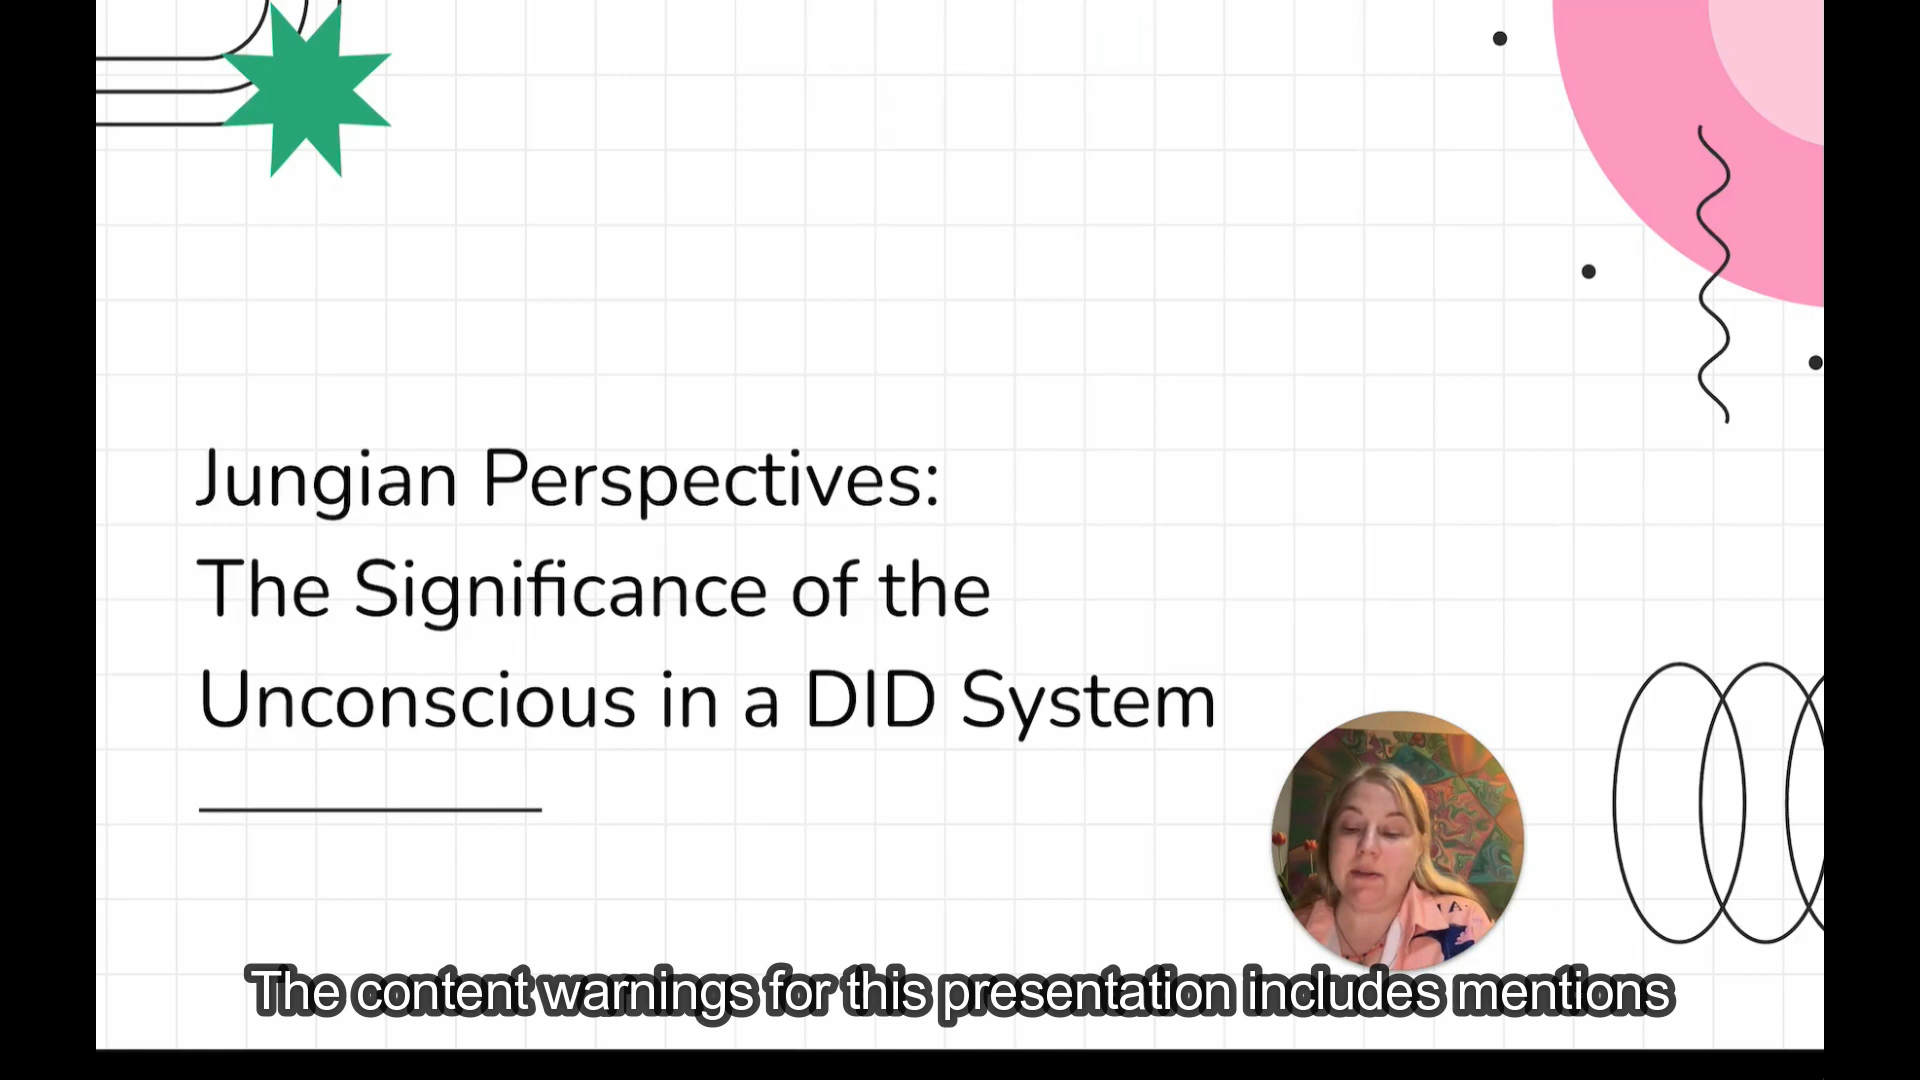 Jungian Perspectives:
The Significance of the
Unconscious in a DID System
The content warnings for this presentation includes mentions